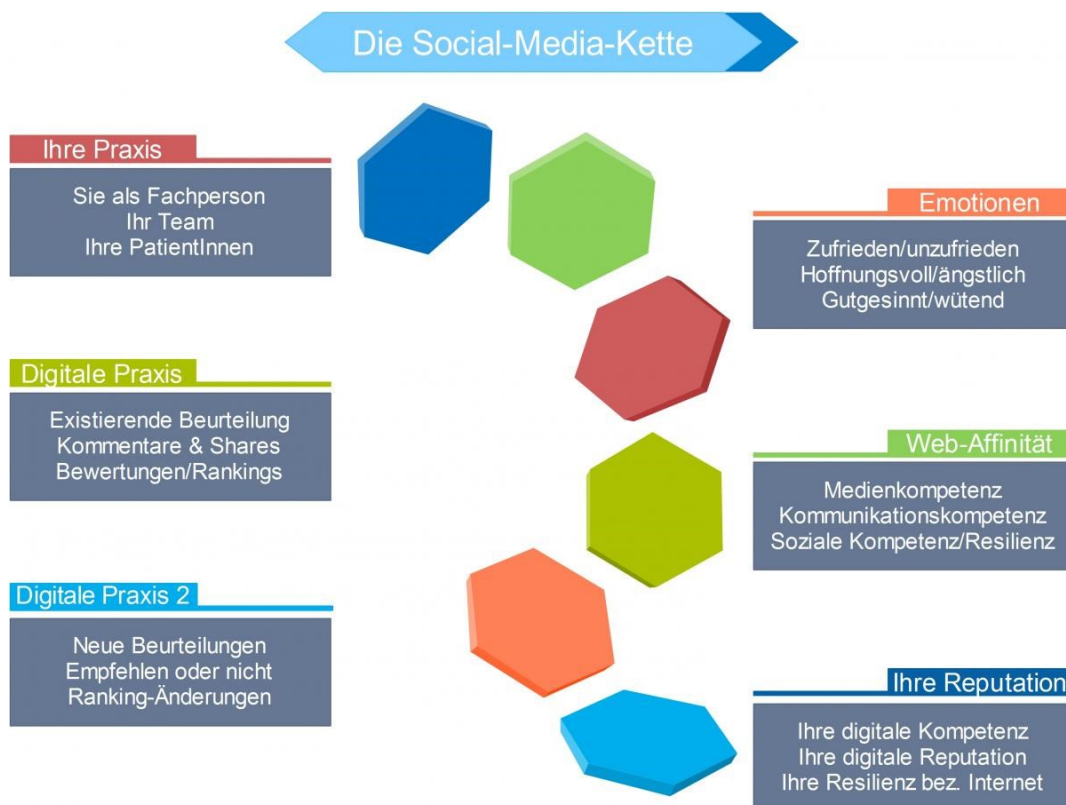 Die Social-Media-Kette
Ihre Praxis
Sie als Fachperson
Ihr Team
Ihre PatientInnen
Emotionen
Zufrieden/unzufrieden
Hoffnungsvoll/ängstlich
Gutgesinnt/wütend
Digitale Praxis
Existierende Beurteilung
Kommentare & Shares
Bewertungen/Rankings
Web-Affinität
Medienkompetenz
Kommunikationskompetenz
Soziale Kompetenz/Resilienz
Digitale Praxis 2
Neue Beurteilungen
Empfehlen oder nicht
Ranking-Änderungen
Ihre Reputation
Ihre digitale Kompetenz
Ihre digitale Reputation
Ihre Resilienz bez. Internet